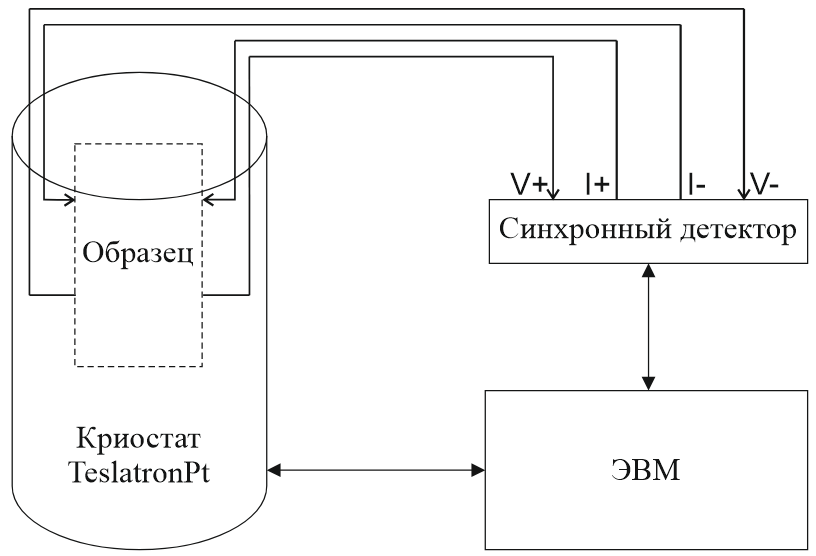 V+ I+ I- V-
Синхронный детектор
Образец
Криостат
TeslatronPt
ЭВМ